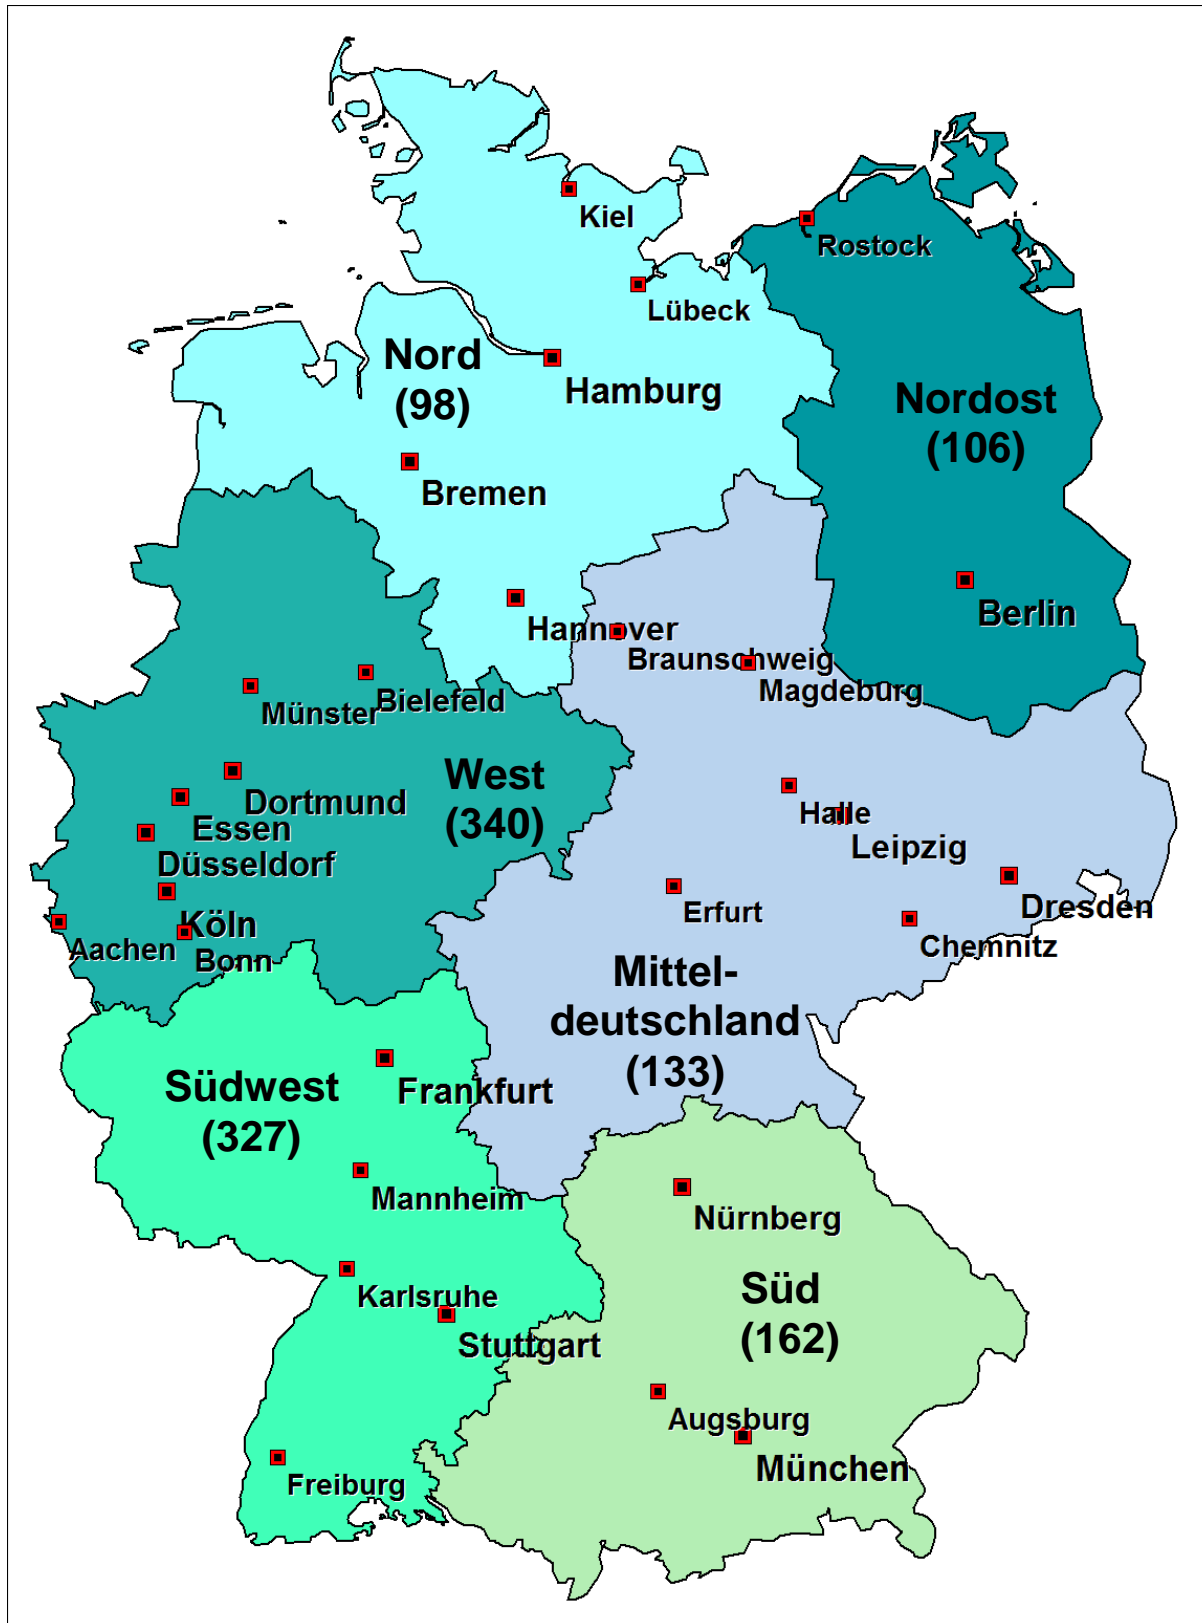 Kiel
Rostock
Lübeck
Nord
(98)
Hamburg
Nordost
(106)
Bremen
Berlin
Hannover
Braunschweig
Magdeburg
Bielefeld
Münster
West
(340)
Dortmund
Essen
Düsseldorf
Halle
Leipzig
Köln
Aachen
Bonn
Erfurt
Dresden
Chemnitz
Mittel-
deutschland
(133)
Südwest
(327)
Frankfurt
Mannheim
Nürnberg
Karlsruhe
Stuttgart
Süd
(162)
Augsburg
München
Freiburg